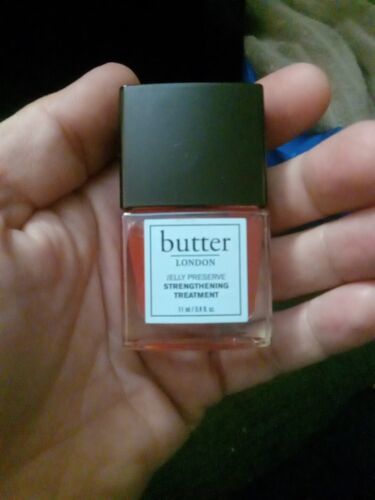 butter
LONDON
JELLY PRESERVE
STRENGTHENING
TREATMENT
11 ml / 0.4 fl. oz.